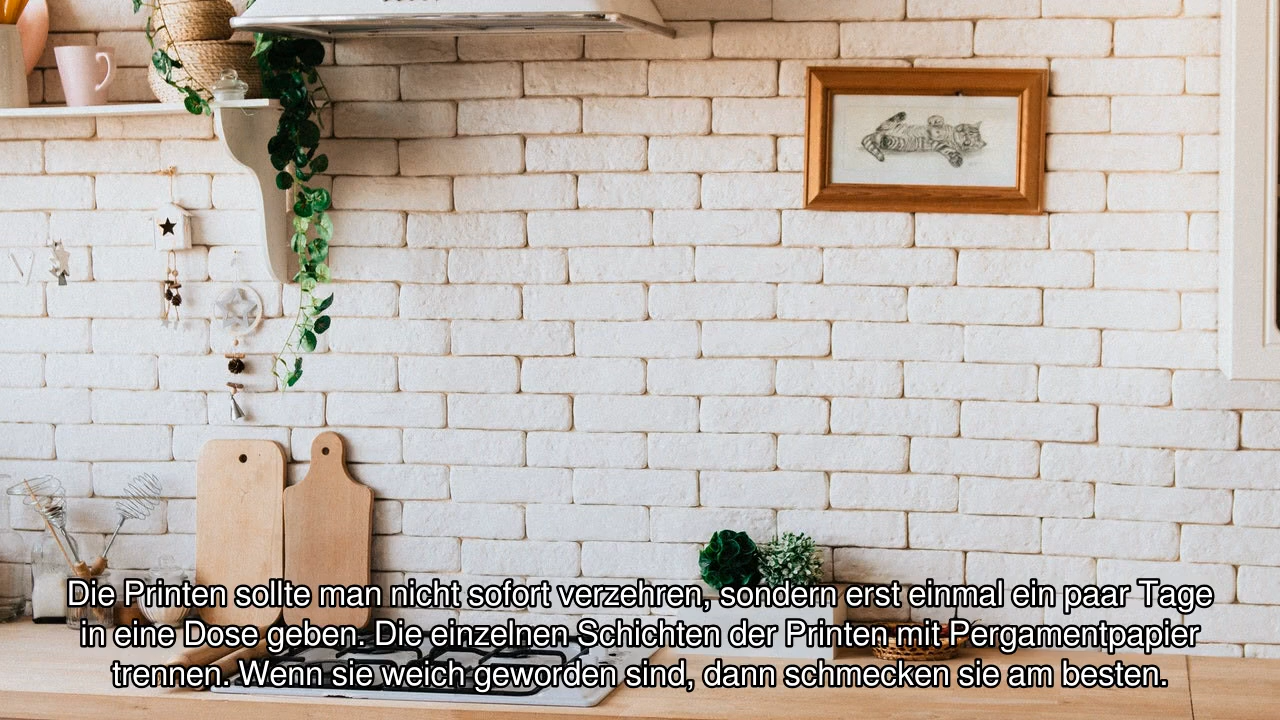 Die Printen sollte man nicht sofort verzehren, sondern erst einmal ein paar Tage
in eine Dose geben. Die einzelnen Schichten der Printen mit Pergamentpapier
trennen. Wenn sie weich geworden sind, dann schmecken sie am besten.